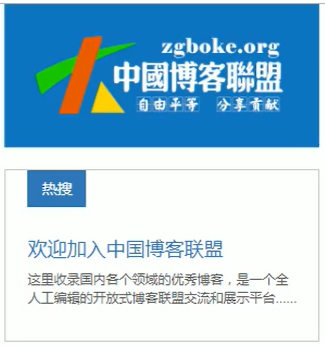 zgboke.org
中國博客聯盟
自由平等 分享貢献
热搜
欢迎加入中国博客联盟
这里收录国内各个领域的优秀博客，是一个全
人工编辑的开放式博客联盟交流和展示平台......